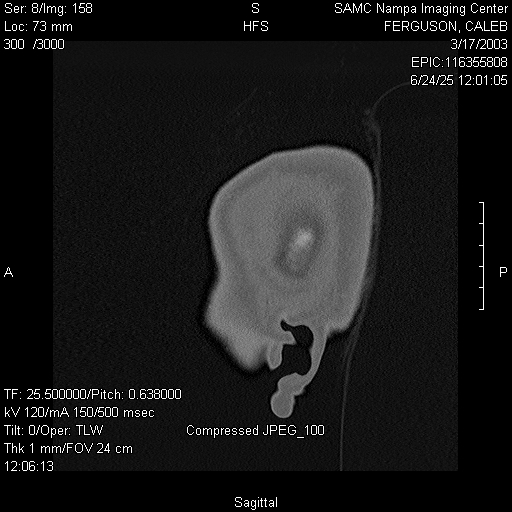 Ser: 8/Img: 158
Loc: 73 mm
300 /3000
S
HFS
SAMC Nampa Imaging Center
FERGUSON, CALEB
3/17/2003
EPIC:116355808
6/24/25 12:01:05
A
P
TF: 25.500000/Pitch: 0.638000
kV 120/mA 150/500 msec
Tilt: 0/Oper: TLW
Thk 1 mm/FOV 24 cm
12:06:13
Compressed JPEG_100
Sagittal